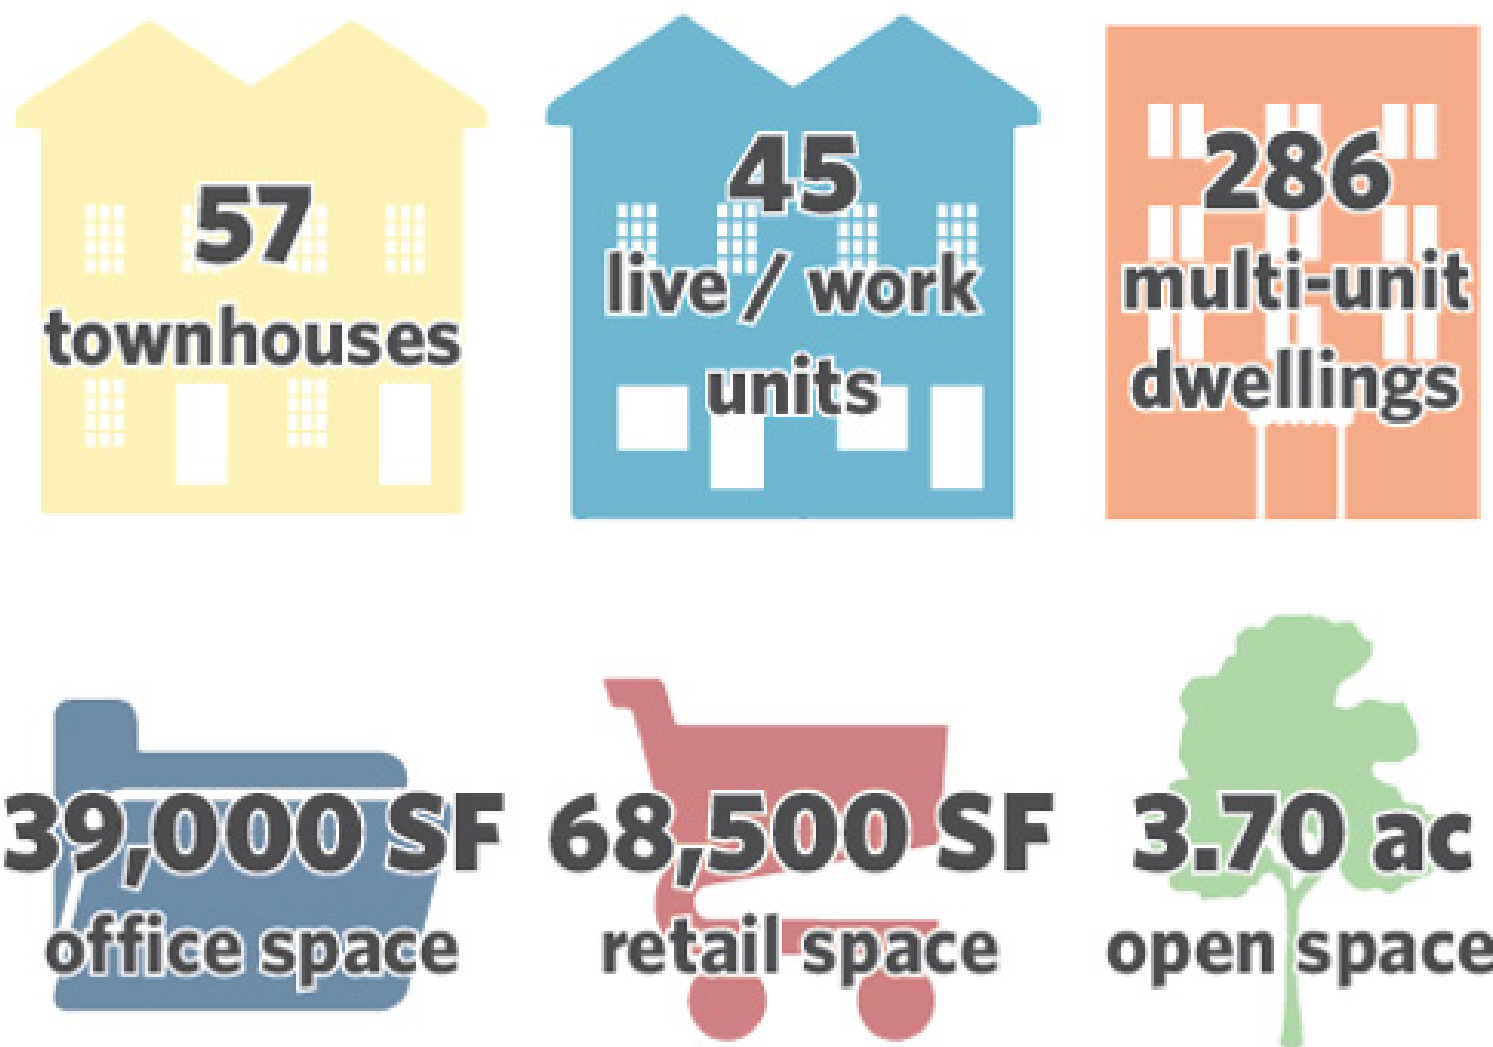 57
townhouses
45
live / work
units
286
multi-unit
dwellings
39,000 SF
office space
68,500 SF
retail space
3.70 ac
open space